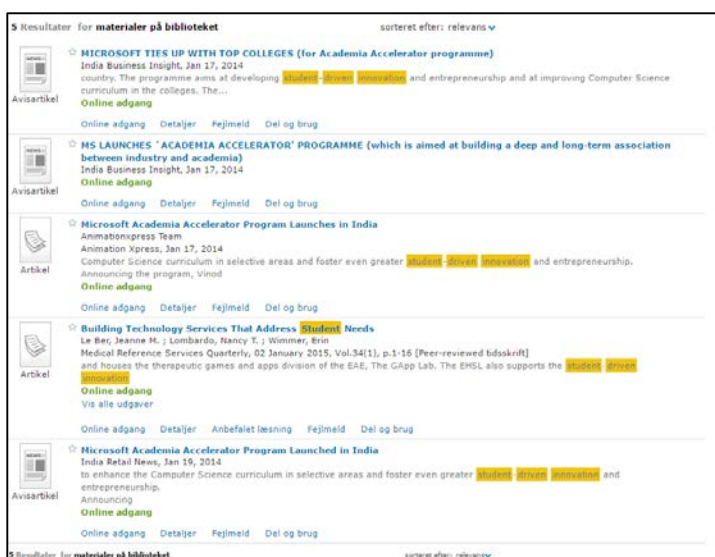 5 Resultater for materialer på biblioteket sorteret efter: relevans
NEWS
Avisartikel
MICROSOFT TIES UP WITH TOP COLLEGES (for Academia Accelerator programme)
India Business Insight, Jan 17, 2014
country. The programme aims at developing student-driven innovation and entrepreneurship and at improving Computer Science
curriculum in the colleges. The...
Online adgang
Online adgang Detaljer Fejlmeld Del og brug
NEWS
Avisartikel
MS LAUNCHES `ACADEMIA ACCELERATOR' PROGRAMME (which is aimed at building a deep and long-term association
between industry and academia)
India Business Insight, Jan 17, 2014
Online adgang
Online adgang Detaljer Fejlmeld Del og brug
Artikel
Microsoft Academia Accelerator Program Launches in India
Animationxpress Team
Animation Xpress, Jan 17, 2014
Computer Science curriculum in selective areas and foster even greater student-driven innovation and entrepreneurship.
Announcing the program, Vinod
Online adgang
Online adgang Detaljer Fejlmeld Del og brug
Artikel
Building Technology Services That Address Student Needs
Le Ber, Jeanne M. ; Lombardo, Nancy T. ; Wimmer, Erin
Medical Reference Services Quarterly, 02 January 2015, Vol.34(1), p.1-16 [Peer-reviewed tidsskrift]
and houses the therapeutic games and apps division of the EAE, The GApp Lab. The EHSL also supports the student-driven
innovation
Online adgang
Vis alle udgaver
Online adgang Detaljer Anbefalet læsning Fejlmeld Del og brug
NEWS
Avisartikel
Microsoft Academia Accelerator Program Launched in India
India Retail News, Jan 19, 2014
to enhance the Computer Science curriculum in selective areas and foster even greater student-driven innovation and
entrepreneurship.
Announcing
Online adgang
Online adgang Detaljer Fejlmeld Del og brug
5 Resultater for materialer på biblioteket sorteret efter: relevans